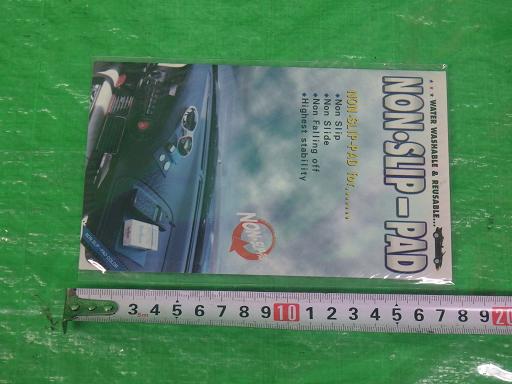 WATER WASHABLE & REUSABLE...
NON•SLIP-PAD
NON-SLIP-PAD for.......
•Non Slip
•Non Slide
•Non Falling off
•Highest stability
3 4 5 6 7 8 9 10 1 2 3 4 5 6 7 8 9 20